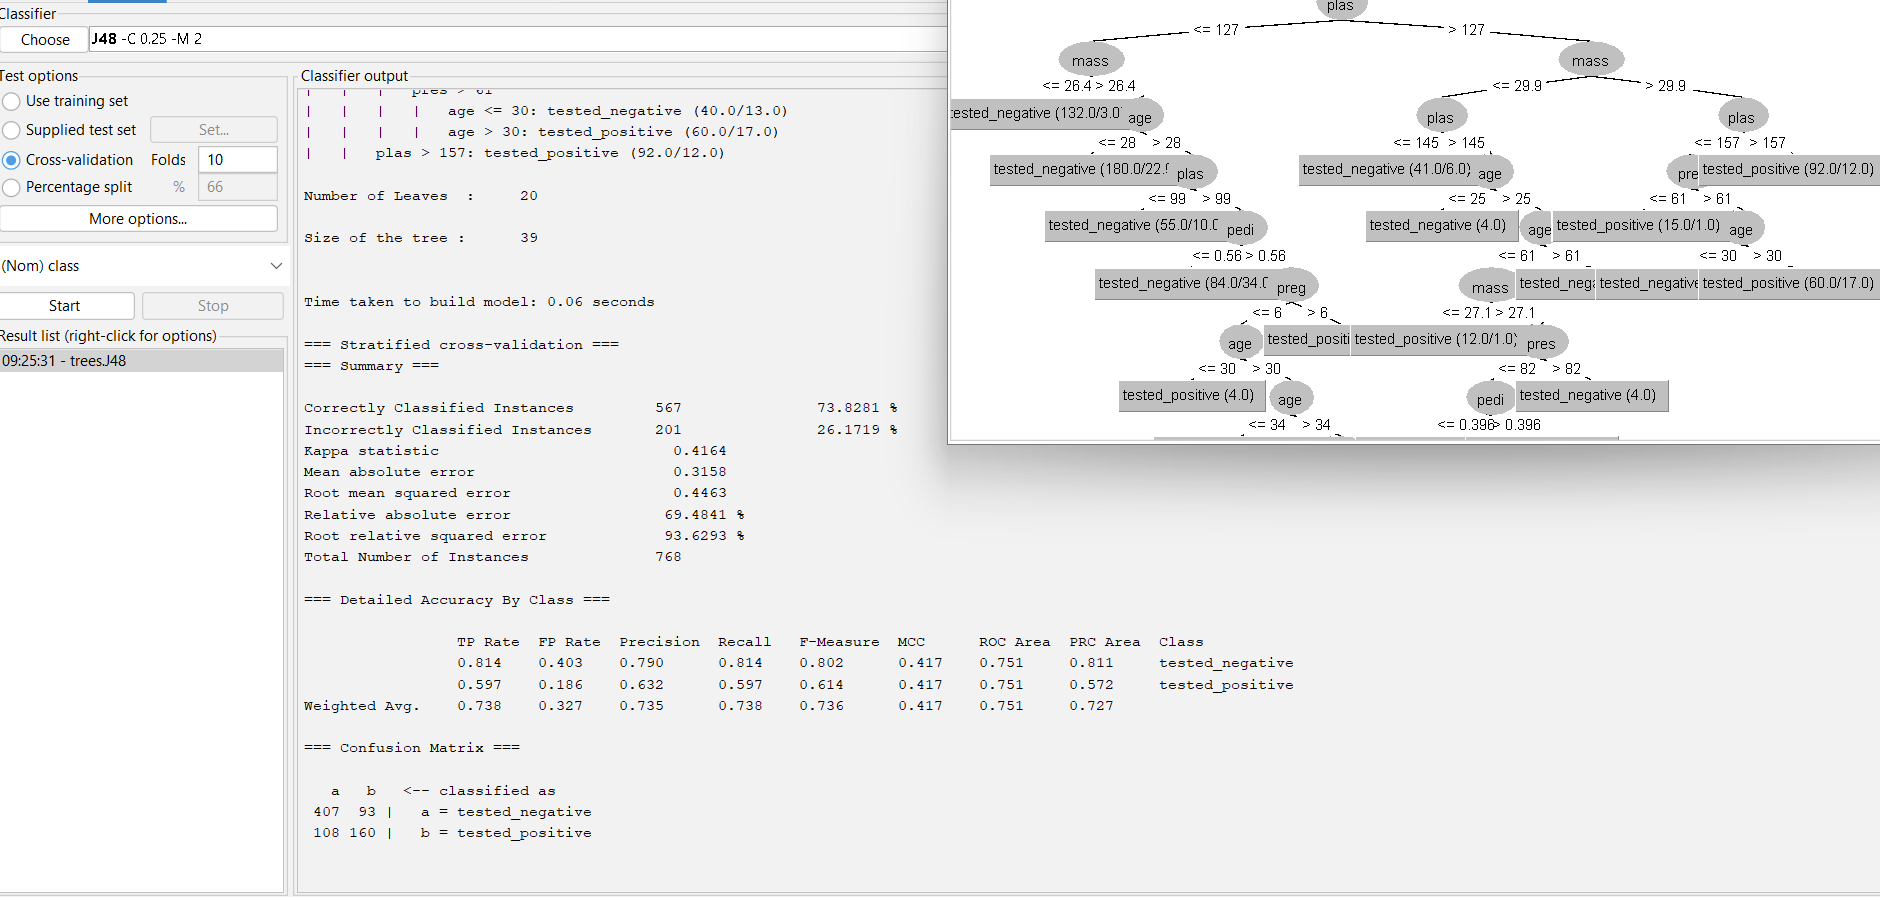 Classifier
Choose J48 -C 0.25 -M 2
Test options
Use training set
Supplied test set Set...
Cross-validation Folds 10
Percentage split % 66
More options...
(Nom) class
Start Stop
Result list (right-click for options)
09:25:31 - trees.J48
Classifier output
| | | pres > 61
| | | | age <= 30: tested_negative (40.0/13.0)
| | | | age > 30: tested_positive (60.0/17.0)
| | plas > 157: tested_positive (92.0/12.0)
Number of Leaves : 20
Size of the tree : 39
Time taken to build model: 0.06 seconds
=== Stratified cross-validation ===
=== Summary ===
Correctly Classified Instances 567 73.8281 %
Incorrectly Classified Instances 201 26.1719 %
Kappa statistic 0.4164
Mean absolute error 0.3158
Root mean squared error 0.4463
Relative absolute error 69.4841 %
Root relative squared error 93.6293 %
Total Number of Instances 768
=== Detailed Accuracy By Class ===
TP Rate FP Rate Precision Recall F-Measure MCC ROC Area PRC Area Class
0.814 0.403 0.790 0.814 0.802 0.417 0.751 0.811 tested_negative
0.597 0.186 0.632 0.597 0.614 0.417 0.751 0.572 tested_positive
Weighted Avg. 0.738 0.327 0.735 0.738 0.736 0.417 0.751 0.727
=== Confusion Matrix ===
a b <-- classified as
407 93 | a = tested_negative
108 160 | b = tested_positive
plas
<= 127 > 127
mass mass
<= 26.4 > 26.4 <= 29.9 > 29.9
tested_negative (132.0/3.0 age plas plas
<= 28 > 28 <= 145 > 145 <= 157 > 157
tested_negative (180.0/22. plas tested_negative (41.0/6.0) age pre tested_positive (92.0/12.0)
<= 99 > 99 <= 25 > 25 <= 61 > 61
tested_negative (55.0/10.0 pedi tested_negative (4.0) age tested_positive (15.0/1.0) age
<= 0.56 > 0.56 <= 61 > 61 <= 30 > 30
tested_negative (84.0/34.0 preg mass tested_neg tested_negative tested_positive (60.0/17.0)
<= 6 > 6 <= 27.1 > 27.1
age tested_positi tested_positive (12.0/1.0) pres
<= 30 > 30 <= 82 > 82
tested_positive (4.0) age pedi tested_negative (4.0)
<= 34 > 34 <= 0.396 > 0.396